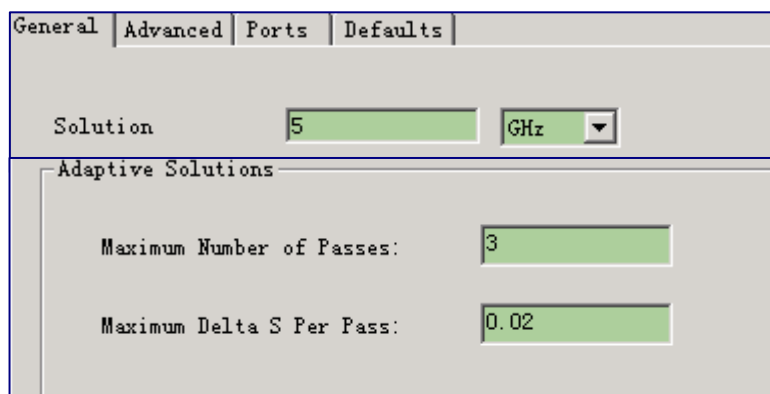 General Advanced Ports Defaults
Solution 5 GHz
Adaptive Solutions
Maximum Number of Passes: 3
Maximum Delta S Per Pass: 0.02